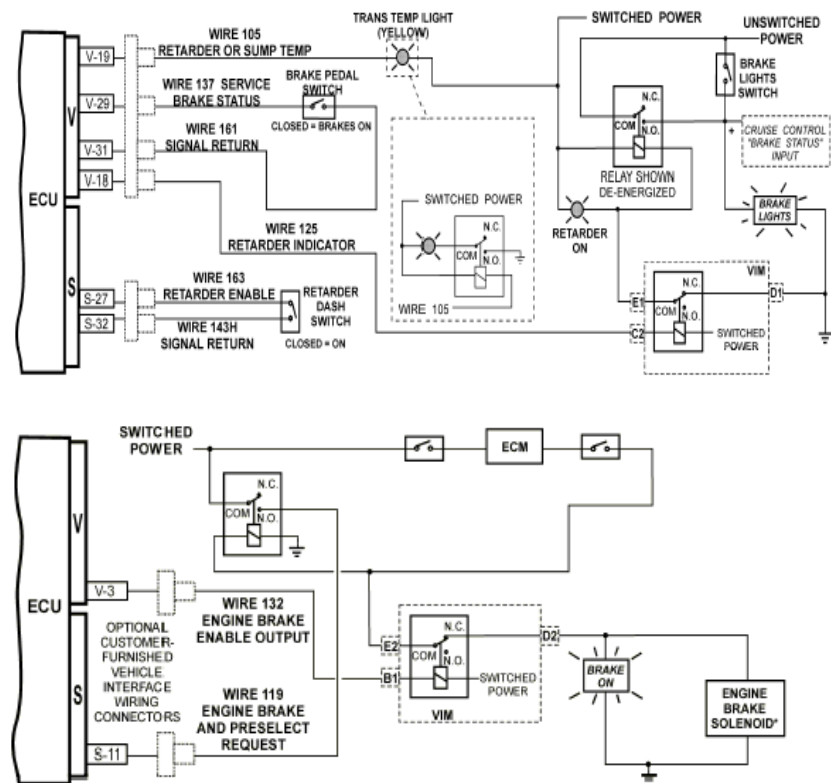 TRANS TEMP LIGHT
(YELLOW)
SWITCHED POWER
UNSWITCHED
POWER
ECU
V
S
V-19
WIRE 105
RETARDER OR SUMP TEMP
V-29
WIRE 137 SERVICE
BRAKE STATUS
BRAKE PEDAL
SWITCH
CLOSED = BRAKES ON
V-31
WIRE 161
SIGNAL RETURN
V-18
WIRE 125
RETARDER INDICATOR
S-27
WIRE 163
RETARDER ENABLE
S-32
WIRE 143H
SIGNAL RETURN
RETARDER
DASH
SWITCH
CLOSED = ON
SWITCHED POWER
N.C.
COM
N.O.
WIRE 105
N.C.
COM
N.O.
RELAY SHOWN
DE-ENERGIZED
BRAKE
LIGHTS
SWITCH
+
CRUISE CONTROL
"BRAKE STATUS"
INPUT
RETARDER
ON
BRAKE
LIGHTS
VIM
E1
C2
N.C.
COM
N.O.
D1
SWITCHED
POWER
SWITCHED
POWER
ECM
N.C.
COM
N.O.
ECU
V
S
V-3
WIRE 132
ENGINE BRAKE
ENABLE OUTPUT
OPTIONAL
CUSTOMER-
FURNISHED
VEHICLE
INTERFACE
WIRING
CONNECTORS
WIRE 119
ENGINE BRAKE
AND PRESELECT
REQUEST
S-11
E2
B1
N.C.
COM
N.O.
D2
SWITCHED
POWER
VIM
BRAKE
ON
ENGINE
BRAKE
SOLENOID*